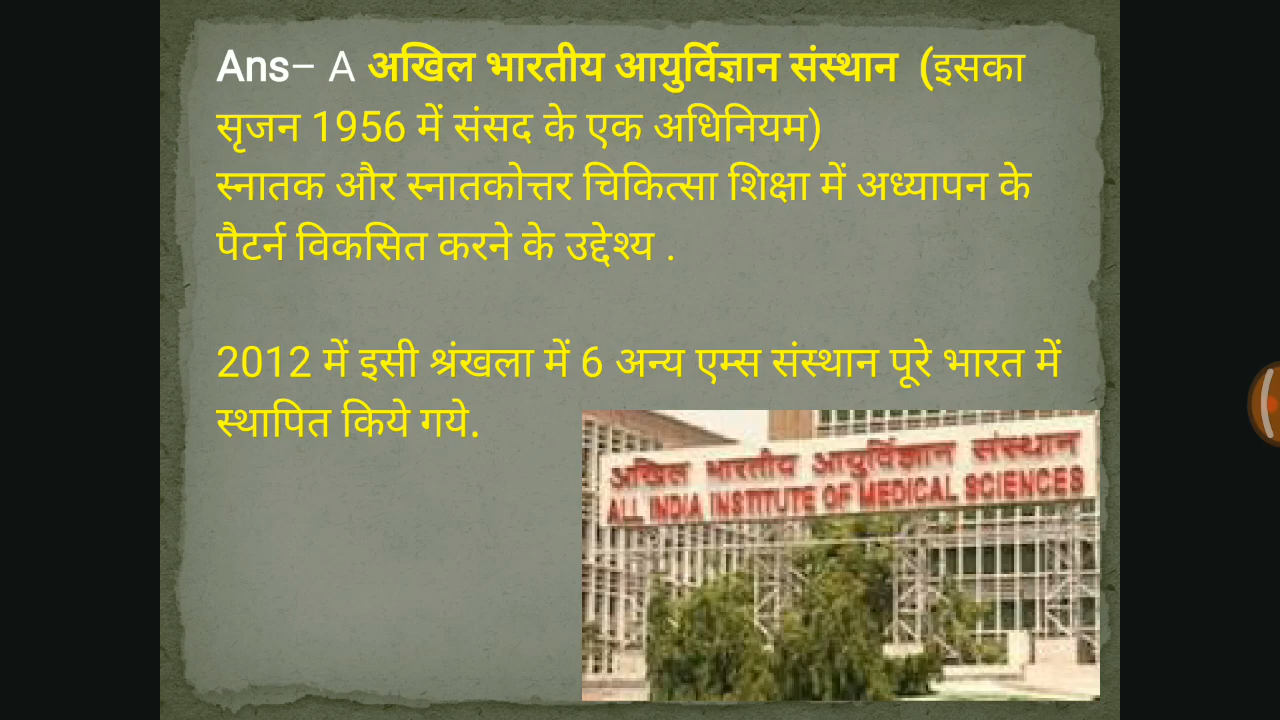 Ans– A अखिल भारतीय आयुर्विज्ञान संस्थान (इसका
सृजन 1956 में संसद के एक अधिनियम)
स्नातक और स्नातकोत्तर चिकित्सा शिक्षा में अध्यापन के
पैटर्न विकसित करने के उद्देश्य .
2012 में इसी श्रंखला में 6 अन्य एम्स संस्थान पूरे भारत में
स्थापित किये गये.
अखिल भारतीय आयुर्विज्ञान संस्थान
ALL INDIA INSTITUTE OF MEDICAL SCIENCES